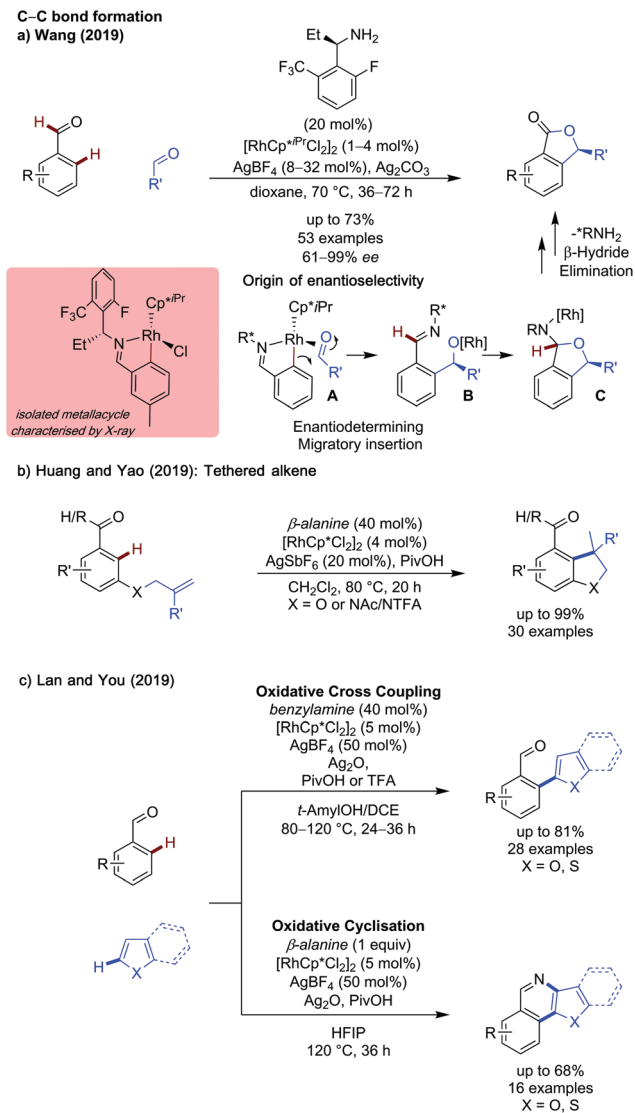 C–C bond formation
a) Wang (2019)
Et
NH2
F3C
F
(20 mol%)
[RhCp*iPrCl2]2 (1–4 mol%)
AgBF4 (8–32 mol%), Ag2CO3
dioxane, 70 °C, 36–72 h
up to 73%
53 examples
61–99% ee
H
O
H
R
O
R'
O
O
R'
R
-*RNH2
β-Hydride
Elimination
Origin of enantioselectivity
F3C
F
Cp*iPr
Et
N
Rh
Cl
isolated metallacycle
characterised by X-ray
Cp*iPr
R*
N
Rh
O
R'
A
R*
N
H
O[Rh]
R'
B
RN
[Rh]
H
O
R'
C
Enantiodetermining
Migratory insertion
b) Huang and Yao (2019): Tethered alkene
H/R
O
H
R'
X
R'
β-alanine (40 mol%)
[RhCp*Cl2]2 (4 mol%)
AgSbF6 (20 mol%), PivOH
CH2Cl2, 80 °C, 20 h
X = O or NAc/NTFA
H/R
O
R'
R'
X
up to 99%
30 examples
c) Lan and You (2019)
Oxidative Cross Coupling
benzylamine (40 mol%)
[RhCp*Cl2]2 (5 mol%)
AgBF4 (50 mol%)
Ag2O,
PivOH or TFA
t-AmylOH/DCE
80–120 °C, 24–36 h
O
R
X
up to 81%
28 examples
X = O, S
O
H
R
H
X
Oxidative Cyclisation
β-alanine (1 equiv)
[RhCp*Cl2]2 (5 mol%)
AgBF4 (50 mol%)
Ag2O, PivOH
HFIP
120 °C, 36 h
N
X
R
up to 68%
16 examples
X = O, S